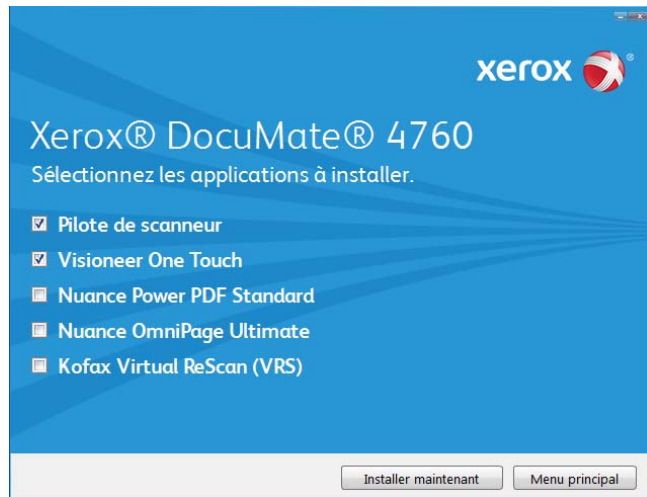 xerox ®
Xerox® DocuMate® 4760
Sélectionnez les applications à installer.
Pilote de scanneur
Visioneer One Touch
Nuance Power PDF Standard
Nuance OmniPage Ultimate
Kofax Virtual ReScan (VRS)
Installer maintenant Menu principal